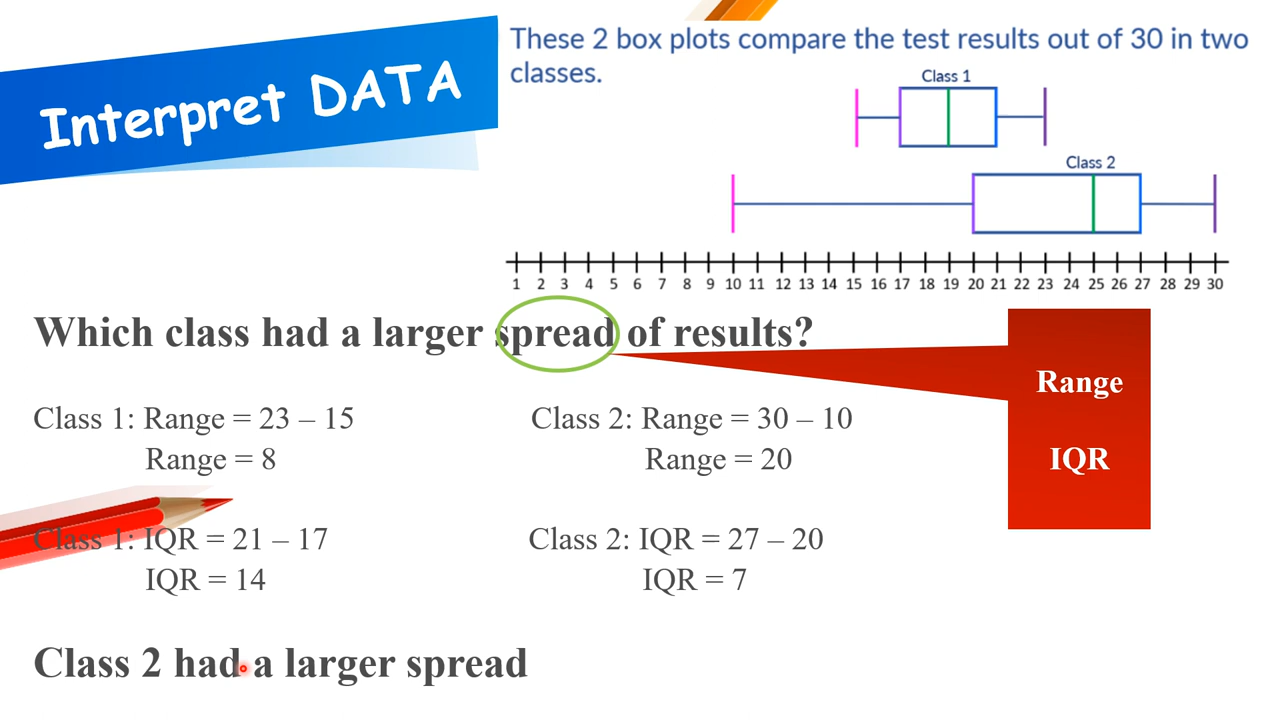 Interpret DATA
These 2 box plots compare the test results out of 30 in two
classes.
Class 1
Class 2
1 2 3 4 5 6 7 8 9 10 11 12 13 14 15 16 17 18 19 20 21 22 23 24 25 26 27 28 29 30
Which class had a larger spread of results?
Range
IQR
Class 1: Range = 23 – 15
Range = 8
Class 2: Range = 30 – 10
Range = 20
Class 1: IQR = 21 – 17
IQR = 14
Class 2: IQR = 27 – 20
IQR = 7
Class 2 had a larger spread